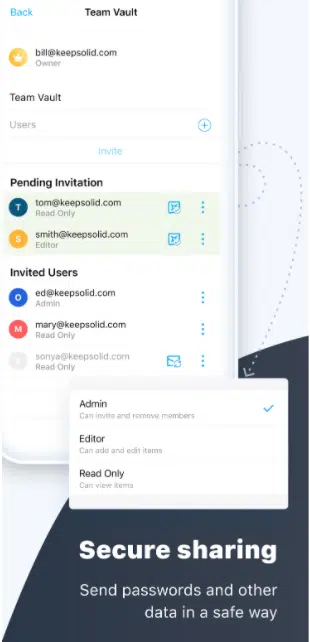 Back
Team Vault
bill@keepsolid.com
Owner
Team Vault
Users
Invite
Pending Invitation
T
tom@keepsolid.com
Read Only
S
smith@keepsolid.com
Editor
Invited Users
O
ed@keepsolid.com
Admin
M
mary@keepsolid.com
Read Only
sonya@keepsolid.com
Read Only
Admin
Can invite and remove members
Editor
Can add and edit items
Read Only
Can view items
Secure sharing
Send passwords and other
data in a safe way